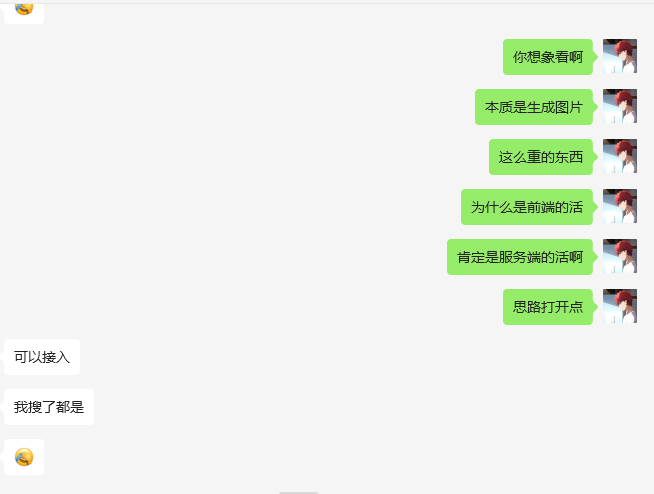 你想象看啊
本质是生成图片
这么重的东西
为什么是前端的活
肯定是服务端的活啊
思路打开点
可以接入
我搜了都是